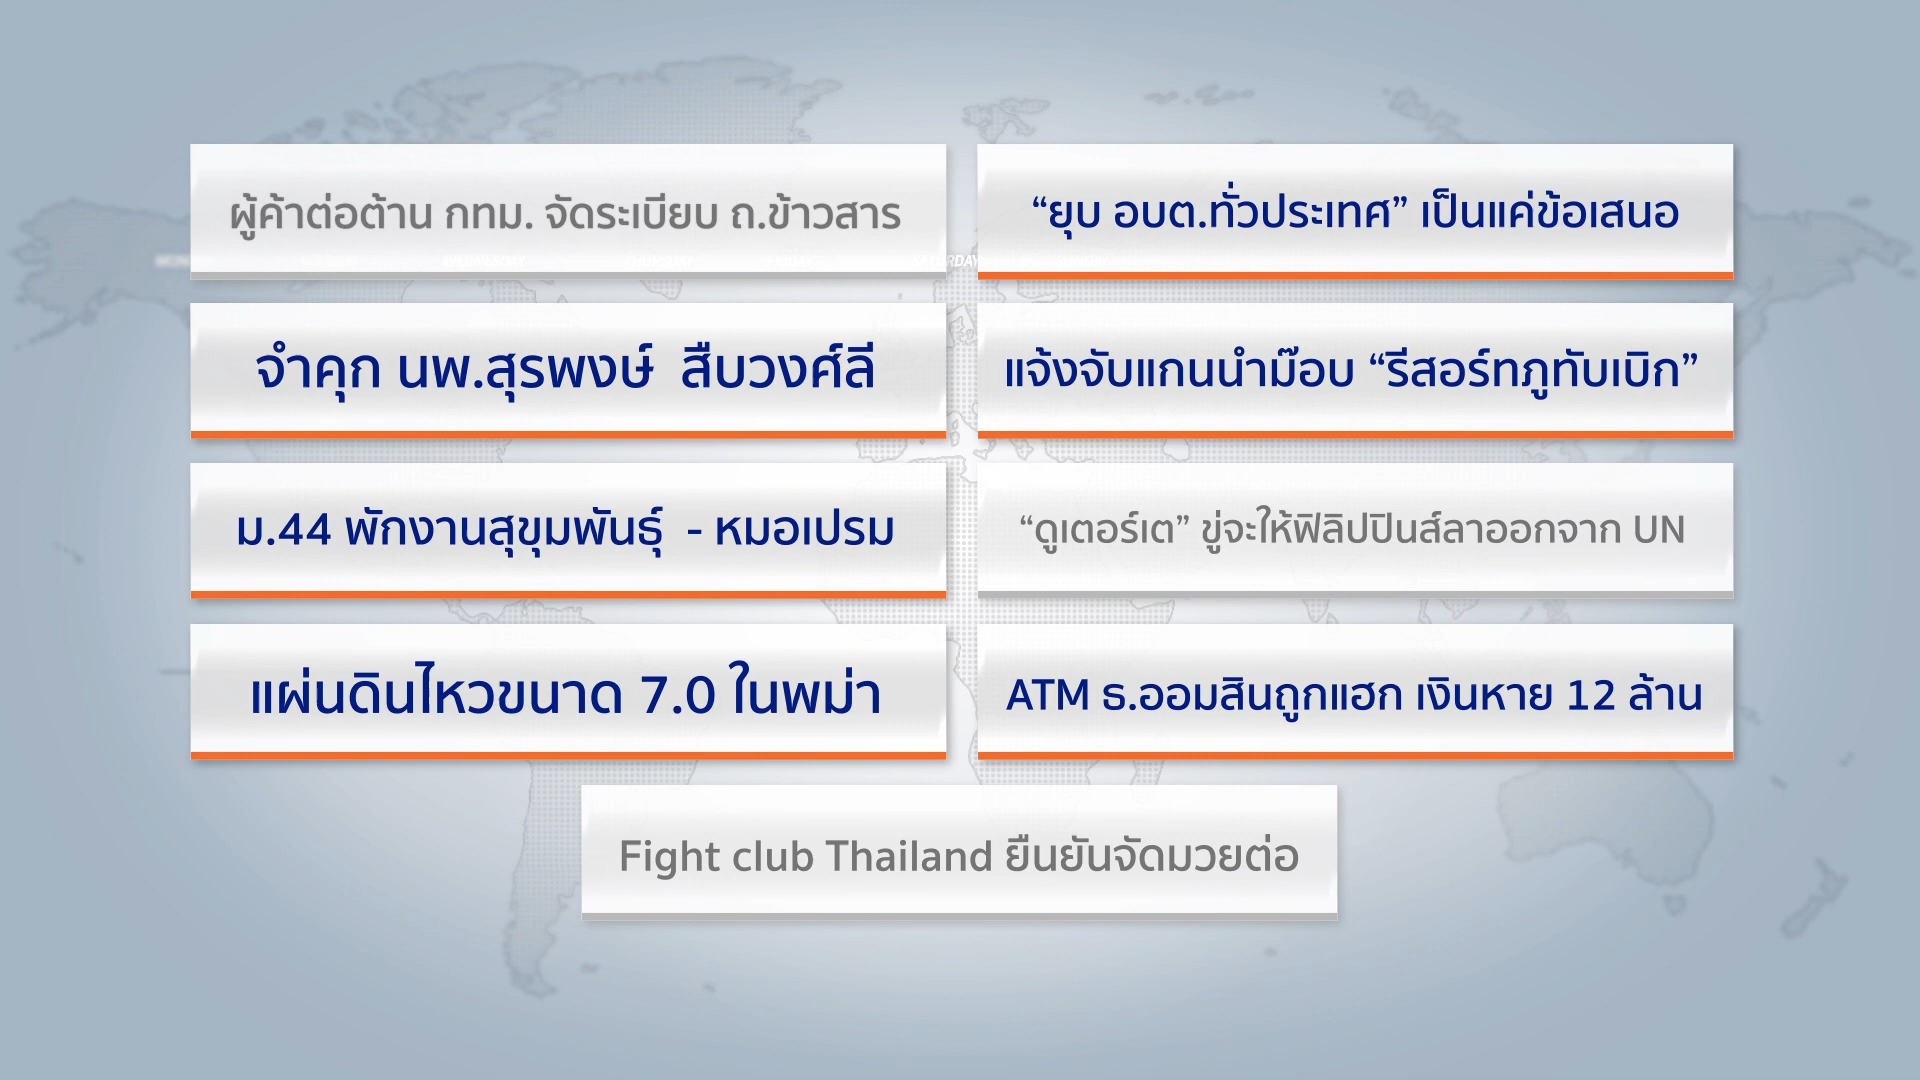 ผู้ค้าต่อต้าน กทม. จัดระเบียบ ถ.ข้าวสาร
“ยุบ อบต.ทั่วประเทศ” เป็นแค่ข้อเสนอ
จำคุก นพ.สุรพงษ์ สืบวงศ์ลี
แจ้งจับแกนนำม๊อบ “รีสอร์ทภูทับเบิก”
ม.44 พักงานสุขุมพันธุ์ - หมอเปรม
“ดูเตอร์เต” ขู่จะให้ฟิลิปปินส์ลาออกจาก UN
แผ่นดินไหวขนาด 7.0 ในพม่า
ATM ธ.ออมสินถูกแฮก เงินหาย 12 ล้าน
Fight club Thailand ยืนยันจัดมวยต่อ